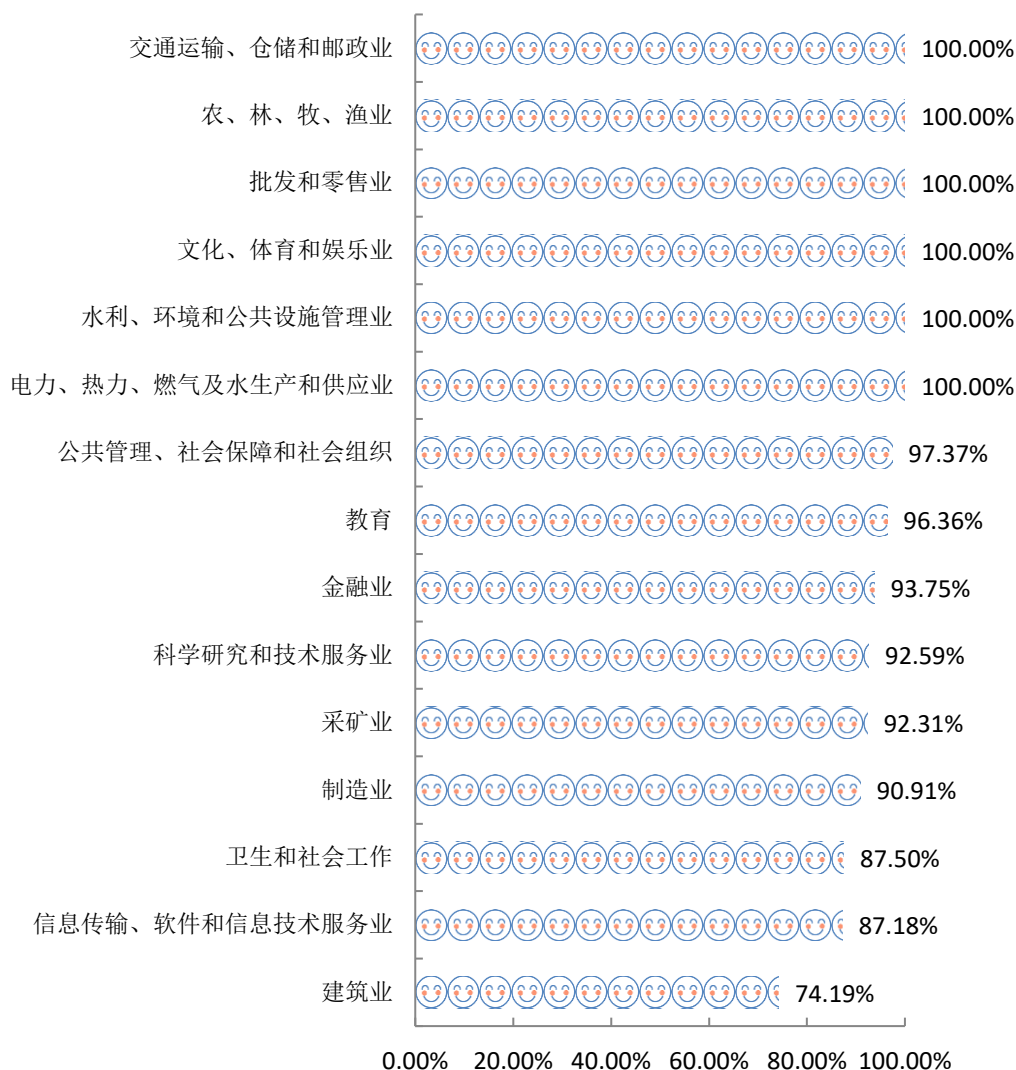 交通运输、仓储和邮政业 100.00%
农、林、牧、渔业 100.00%
批发和零售业 100.00%
文化、体育和娱乐业 100.00%
水利、环境和公共设施管理业 100.00%
电力、热力、燃气及水生产和供应业 100.00%
公共管理、社会保障和社会组织 97.37%
教育 96.36%
金融业 93.75%
科学研究和技术服务业 92.59%
采矿业 92.31%
制造业 90.91%
卫生和社会工作 87.50%
信息传输、软件和信息技术服务业 87.18%
建筑业 74.19%
0.00% 20.00% 40.00% 60.00% 80.00% 100.00%